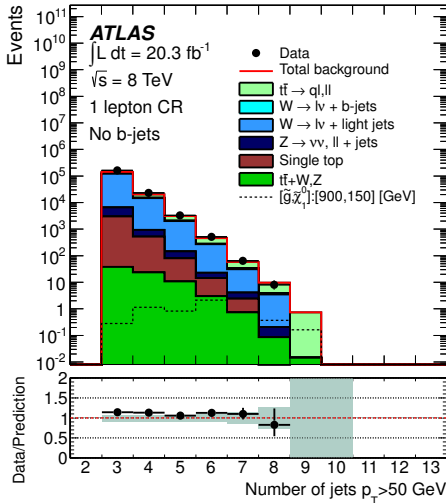 Events
10¹¹
10¹⁰
10⁹
10⁸
10⁷
10⁶
10⁵
10⁴
10³
10²
10
1
10⁻¹
10⁻²
ATLAS
∫L dt = 20.3 fb⁻¹
√s = 8 TeV
1 lepton CR
No b-jets
Data
Total background
tt̄ → ql,ll
W → lν + b-jets
W → lν + light jets
Z → νν, ll + jets
Single top
tt̄+W,Z
[g̃,χ̃₁⁰]:[900,150] [GeV]
Data/Prediction
2
1.5
1
0.5
0
2 3 4 5 6 7 8 9 10 11 12 13
Number of jets p_T>50 GeV